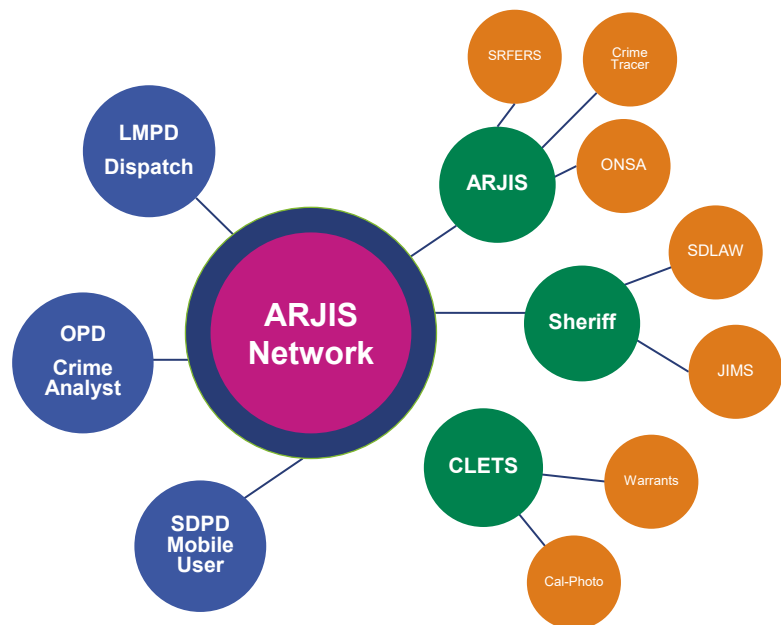 SRFERS
Crime
Tracer
LMPD
Dispatch
ARJIS
ONSA
SDLAW
ARJIS
Network
Sheriff
OPD
Crime
Analyst
JIMS
CLETS
Warrants
SDPD
Mobile
User
Cal-Photo